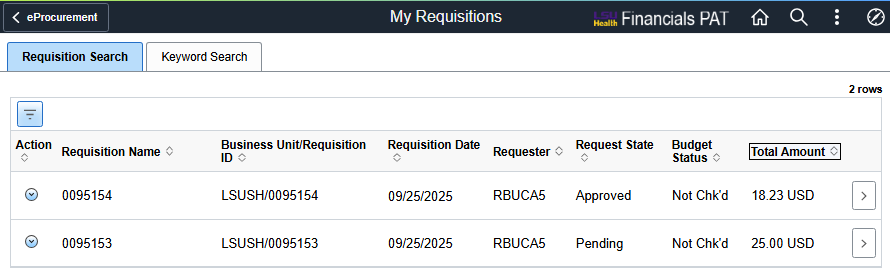 eProcurement My Requisitions LSU Health Financials PAT
Requisition Search Keyword Search
2 rows
Action Requisition Name Business Unit/Requisition ID Requisition Date Requester Request State Budget Status Total Amount
0095154 LSUSH/0095154 09/25/2025 RBUCA5 Approved Not Chk'd 18.23 USD
0095153 LSUSH/0095153 09/25/2025 RBUCA5 Pending Not Chk'd 25.00 USD